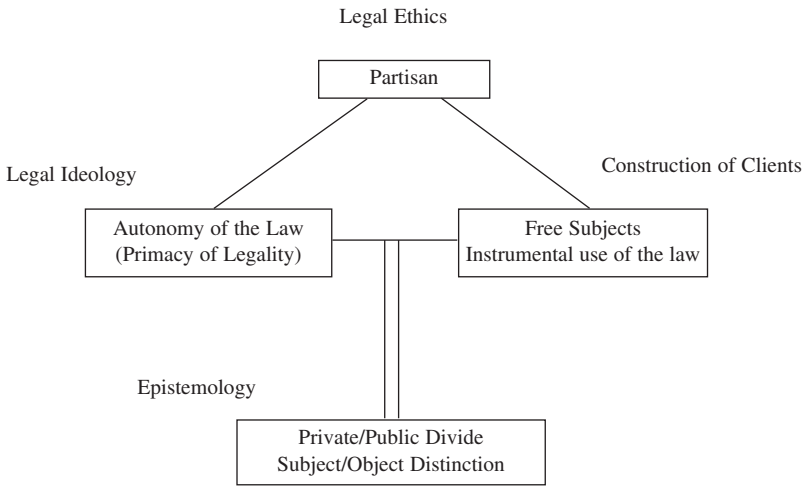 Legal Ethics
Partisan
Legal Ideology
Construction of Clients
Autonomy of the Law
(Primacy of Legality)
Free Subjects
Instrumental use of the law
Epistemology
Private/Public Divide
Subject/Object Distinction